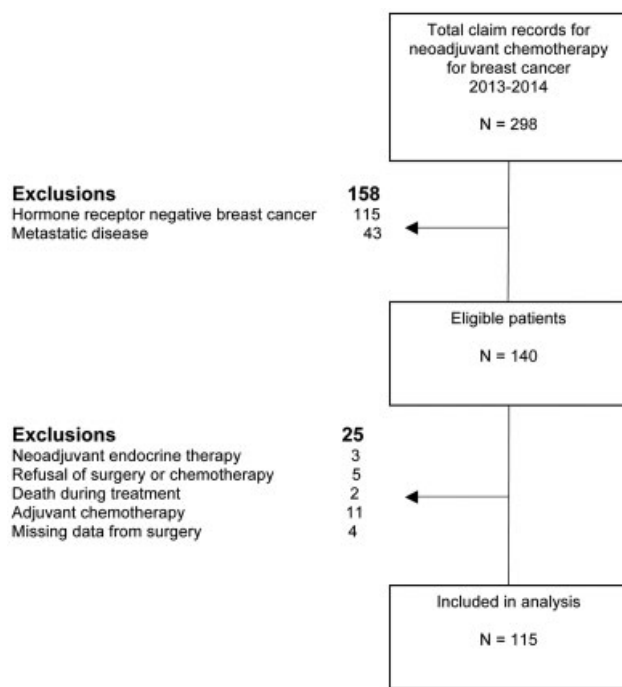 Total claim records for
neoadjuvant chemotherapy
for breast cancer
2013-2014
N = 298
Exclusions 158
Hormone receptor negative breast cancer 115
Metastatic disease 43
Eligible patients
N = 140
Exclusions 25
Neoadjuvant endocrine therapy 3
Refusal of surgery or chemotherapy 5
Death during treatment 2
Adjuvant chemotherapy 11
Missing data from surgery 4
Included in analysis
N = 115